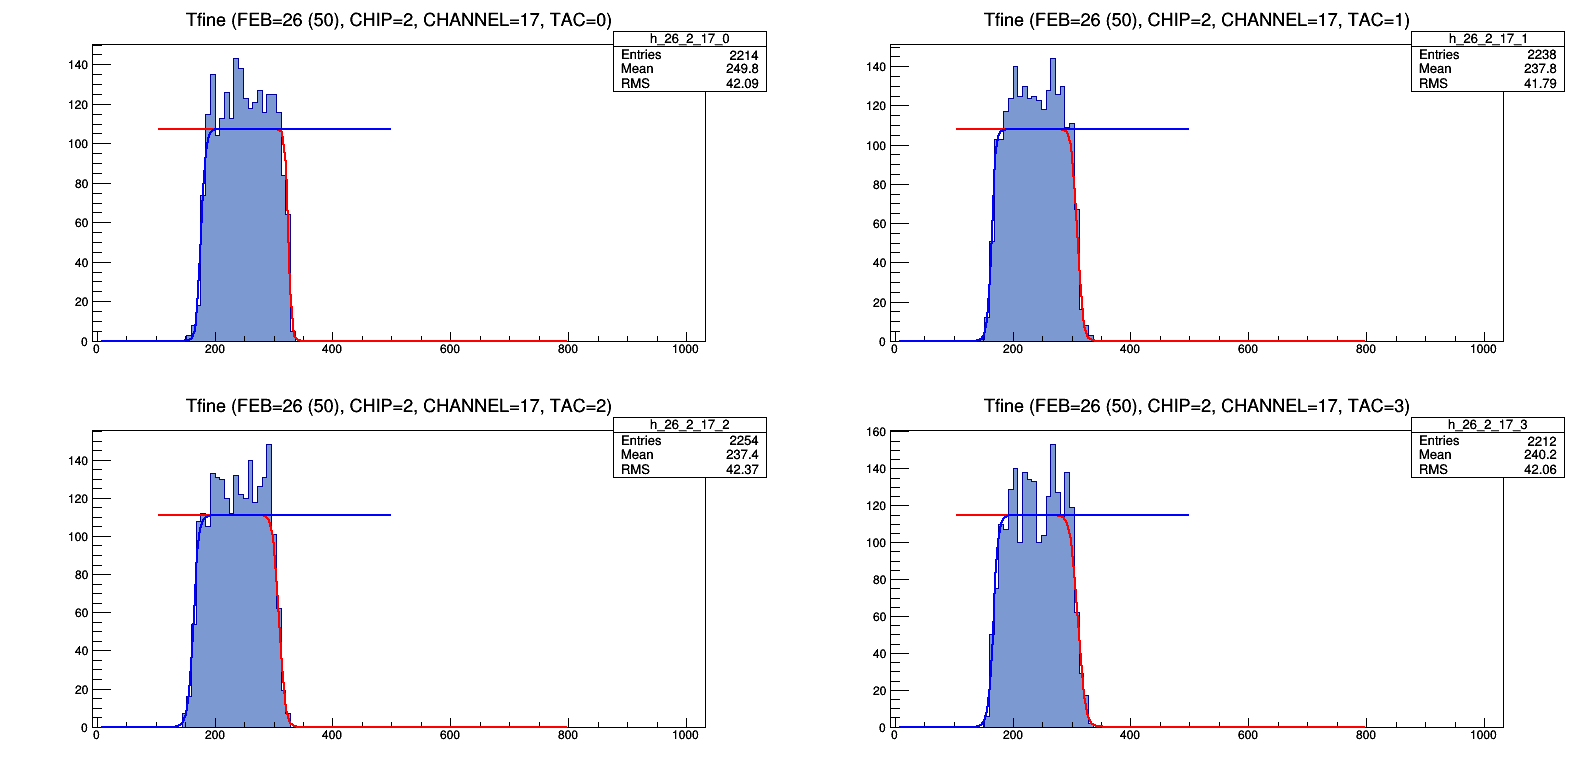 Tfine (FEB=26 (50), CHIP=2, CHANNEL=17, TAC=0)
h_26_2_17_0
Entries 2214
Mean 249.8
RMS 42.09
140
120
100
80
60
40
20
0
0 200 400 600 800 1000
Tfine (FEB=26 (50), CHIP=2, CHANNEL=17, TAC=1)
h_26_2_17_1
Entries 2238
Mean 237.8
RMS 41.79
140
120
100
80
60
40
20
0
0 200 400 600 800 1000
Tfine (FEB=26 (50), CHIP=2, CHANNEL=17, TAC=2)
h_26_2_17_2
Entries 2254
Mean 237.4
RMS 42.37
140
120
100
80
60
40
20
0
0 200 400 600 800 1000
Tfine (FEB=26 (50), CHIP=2, CHANNEL=17, TAC=3)
h_26_2_17_3
Entries 2212
Mean 240.2
RMS 42.06
160
140
120
100
80
60
40
20
0
0 200 400 600 800 1000